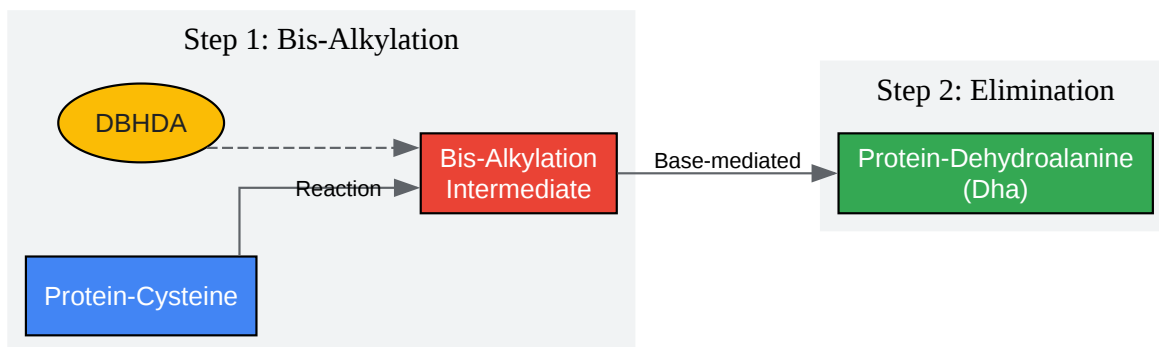 Step 1: Bis-Alkylation
DBHDA
Reaction
Protein-Cysteine
Bis-Alkylation
Intermediate
Base-mediated
Step 2: Elimination
Protein-Dehydroalanine
(Dha)